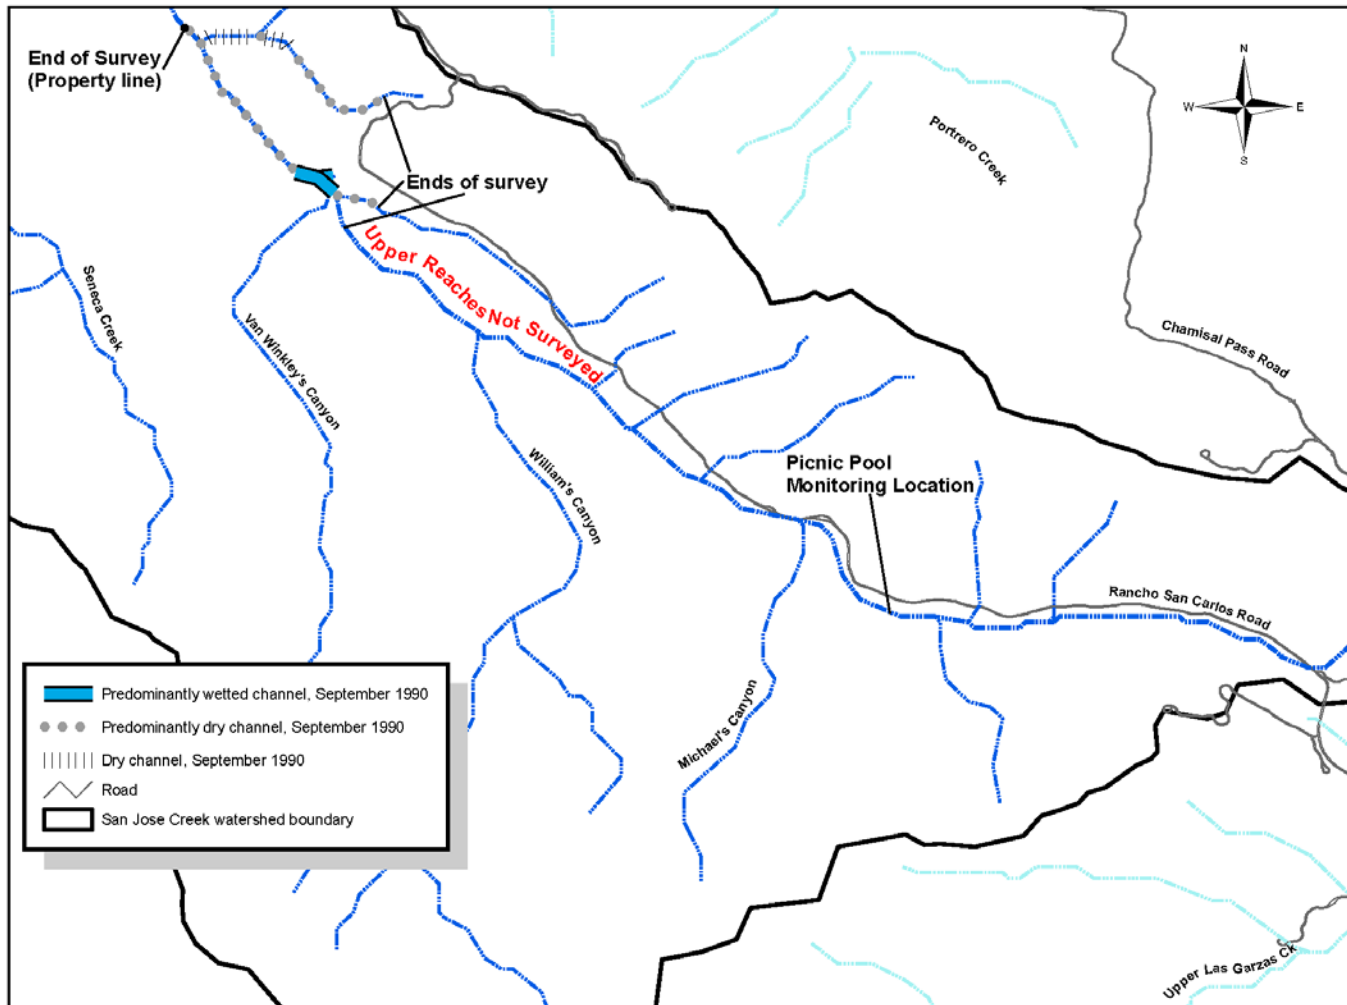 End of Survey
(Property line)
N
W
E
S
Portrero Creek
Ends of survey
Upper Reaches Not Surveyed
Seneca Creek
Van Winkley's Canyon
Chamisal Pass Road
William's Canyon
Picnic Pool
Monitoring Location
Rancho San Carlos Road
Michael's Canyon
Predominantly wetted channel, September 1990
Predominantly dry channel, September 1990
Dry channel, September 1990
Road
San Jose Creek watershed boundary
Upper Las Garzas Ck